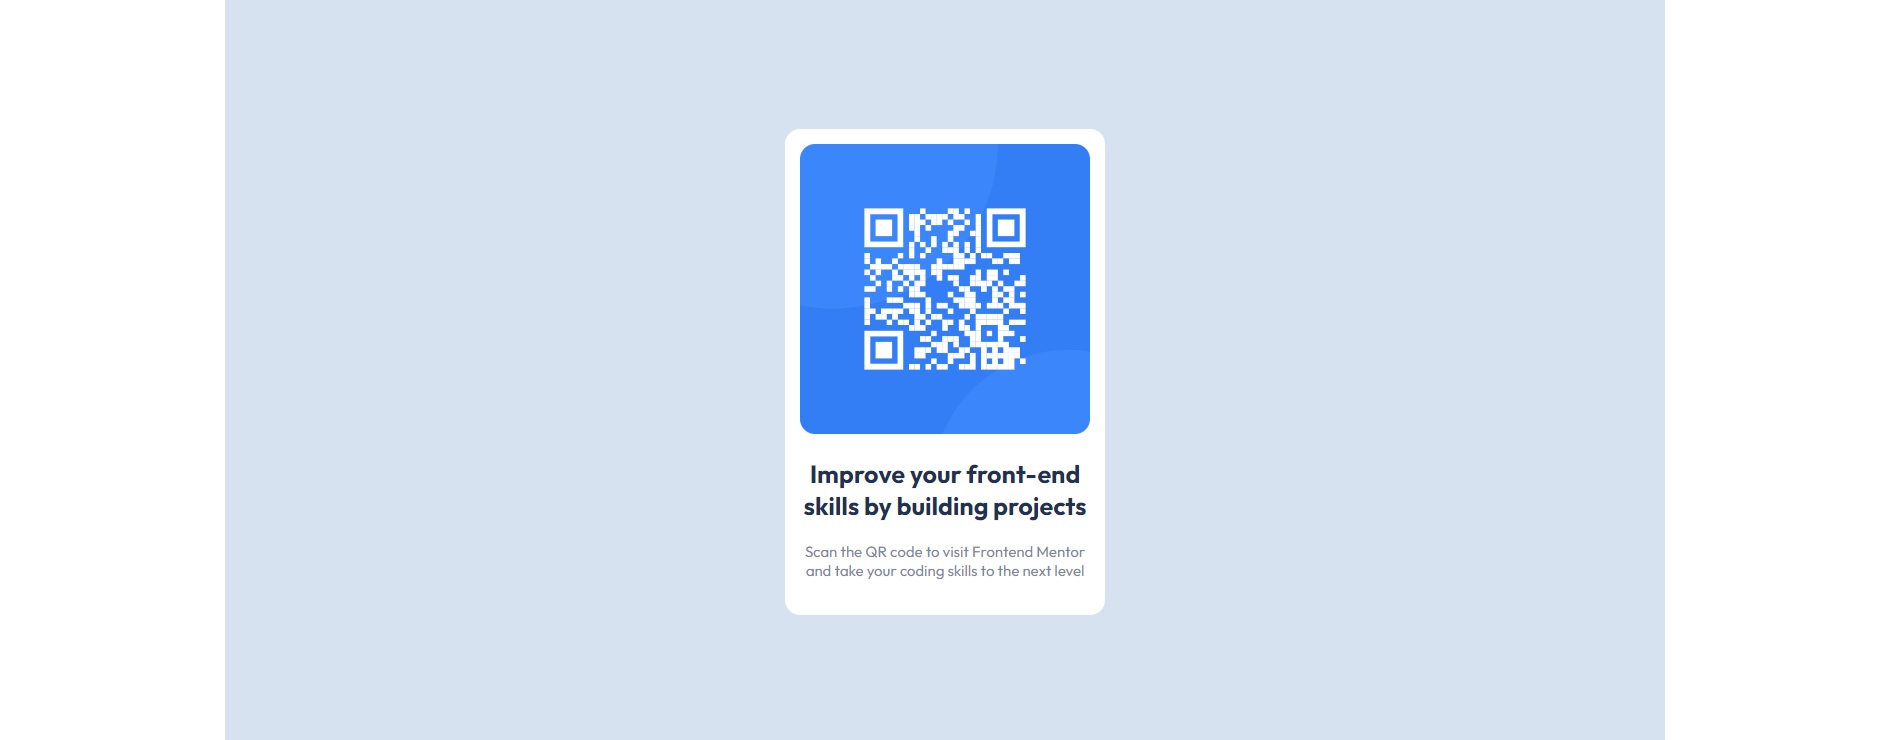 Improve your front-end
skills by building projects
Scan the QR code to visit Frontend Mentor
and take your coding skills to the next level